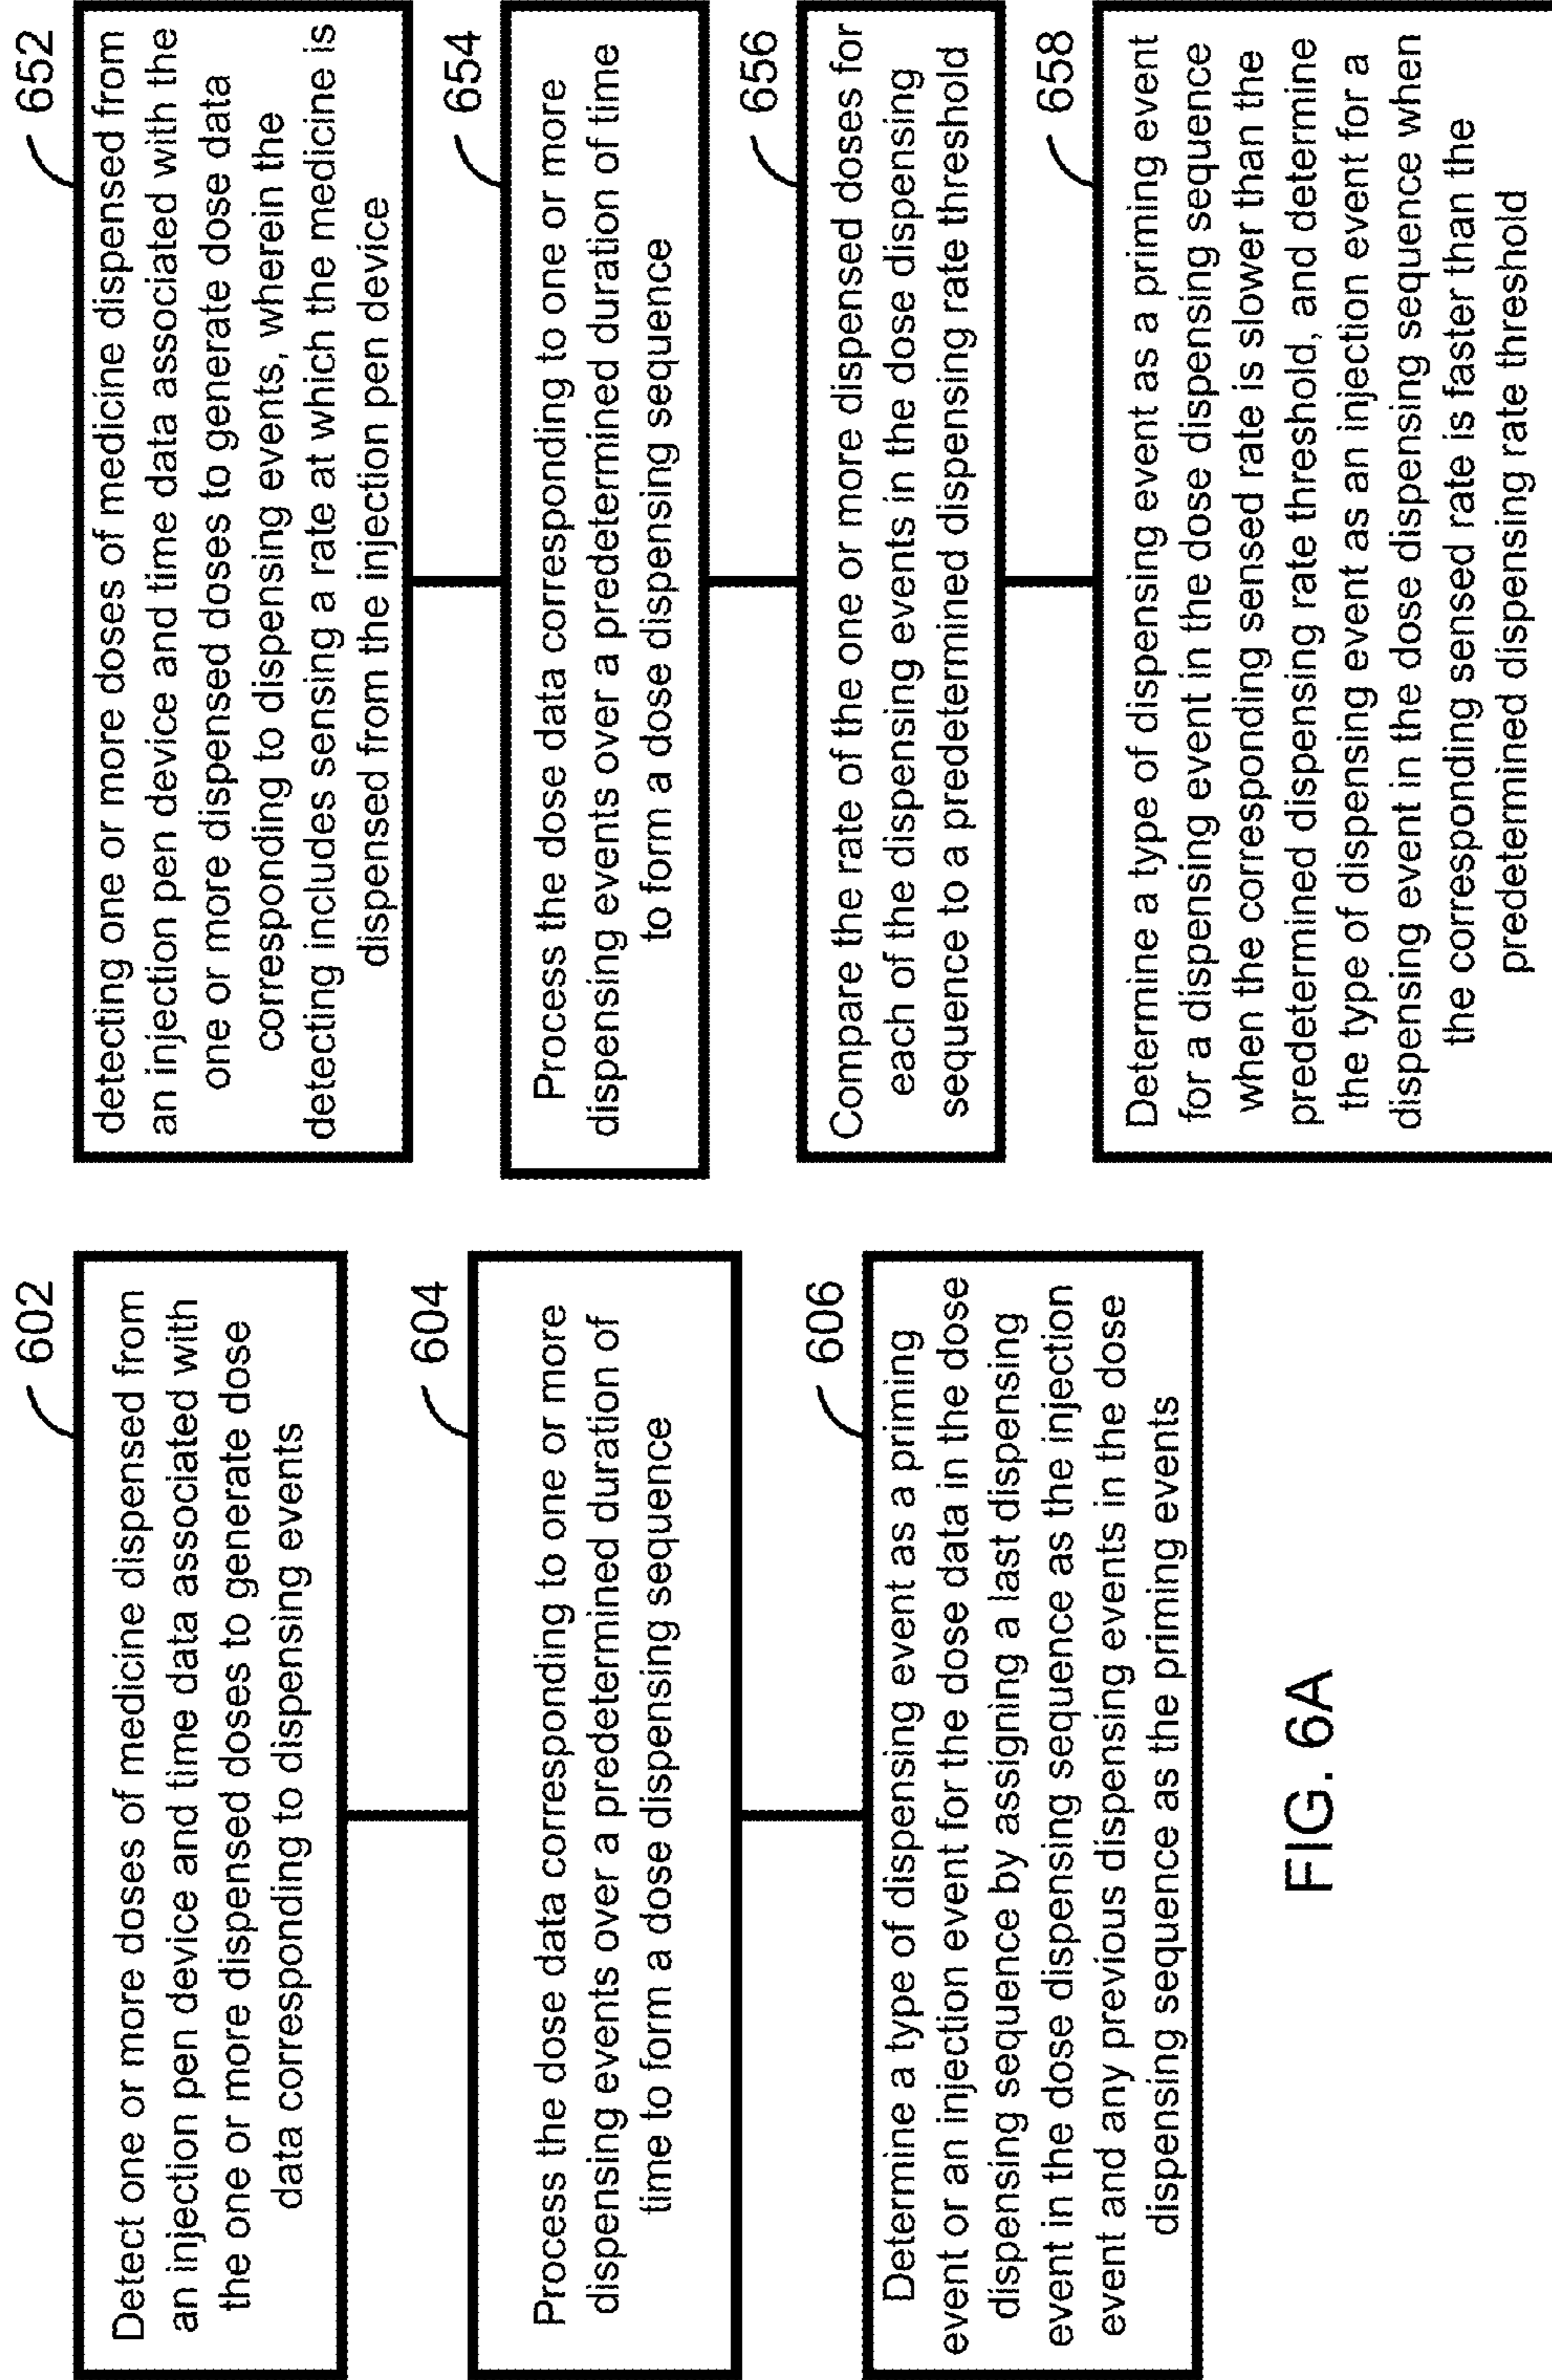 602
Detect one or more doses of medicine dispensed from
an injection pen device and time data associated with
the one or more dispensed doses to generate dose
data corresponding to dispensing events
604
Process the dose data corresponding to one or more
dispensing events over a predetermined duration of
time to form a dose dispensing sequence
606
Determine a type of dispensing event as a priming
event or an injection event for the dose data in the dose
dispensing sequence by assigning a last dispensing
event in the dose dispensing sequence as the injection
event and any previous dispensing events in the dose
dispensing sequence as the priming events
FIG. 6A
652
detecting one or more doses of medicine dispensed from
an injection pen device and time data associated with the
one or more dispensed doses to generate dose data
corresponding to dispensing events, wherein the
detecting includes sensing a rate at which the medicine is
dispensed from the injection pen device
654
Process the dose data corresponding to one or more
dispensing events over a predetermined duration of time
to form a dose dispensing sequence
656
Compare the rate of the one or more dispensed doses for
each of the dispensing events in the dose dispensing
sequence to a predetermined dispensing rate threshold
658
Determine a type of dispensing event as a priming event
for a dispensing event in the dose dispensing sequence
when the corresponding sensed rate is slower than the
predetermined dispensing rate threshold, and determine
the type of dispensing event as an injection event for a
dispensing event in the dose dispensing sequence when
the corresponding sensed rate is faster than the
predetermined dispensing rate threshold